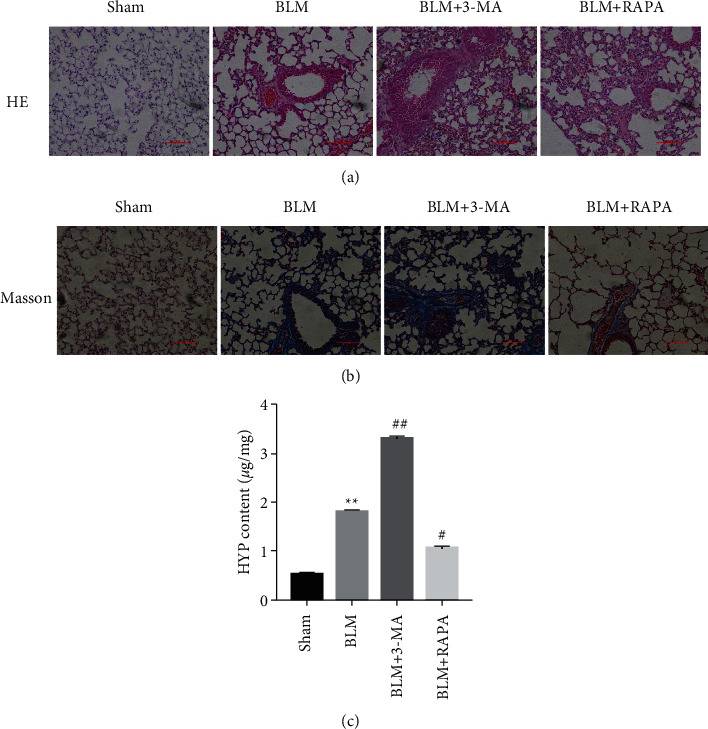 Sham BLM BLM+3-MA BLM+RAPA
HE
(a)
Sham BLM BLM+3-MA BLM+RAPA
Masson
(b)
4
3
2
1
0
HYP content (μg/mg)
**
##
#
Sham
BLM
BLM+3-MA
BLM+RAPA
(c)